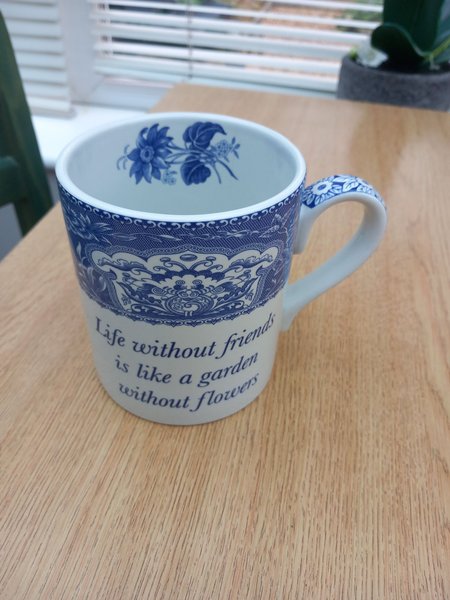 Life without friends
is like a garden
without flowers